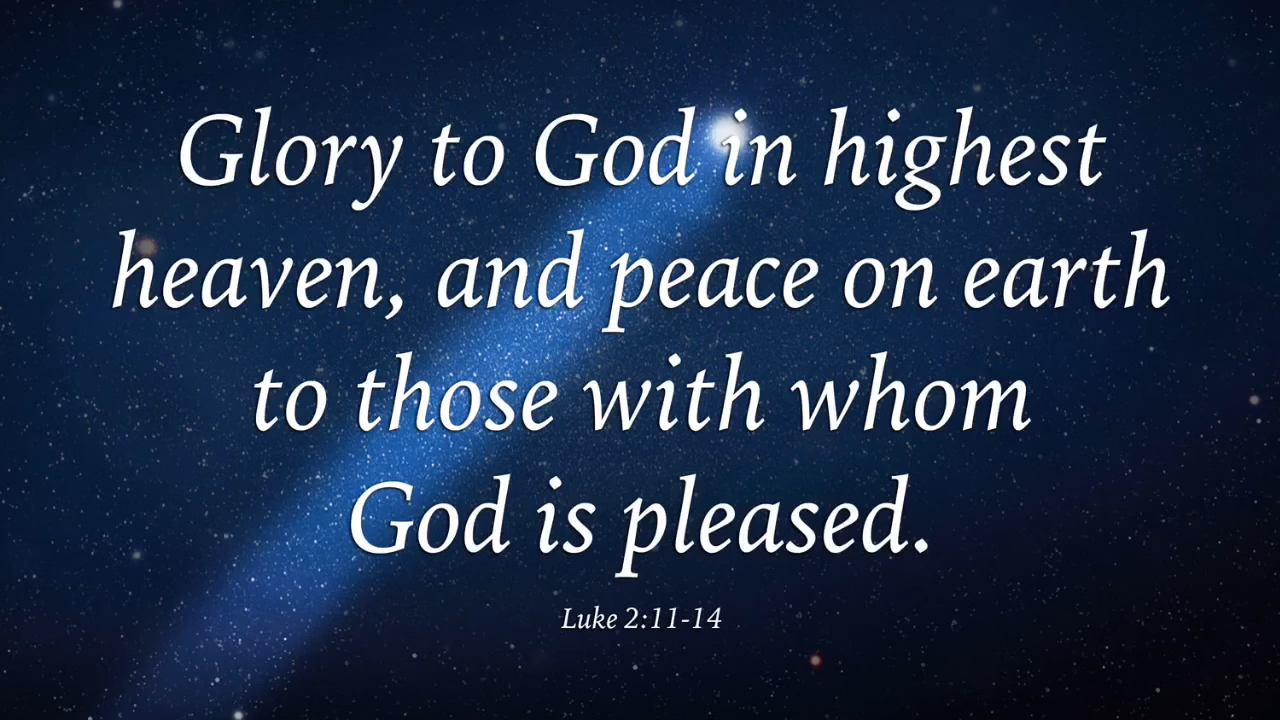 Glory to God in highest
heaven, and peace on earth
to those with whom
God is pleased.
Luke 2:11-14